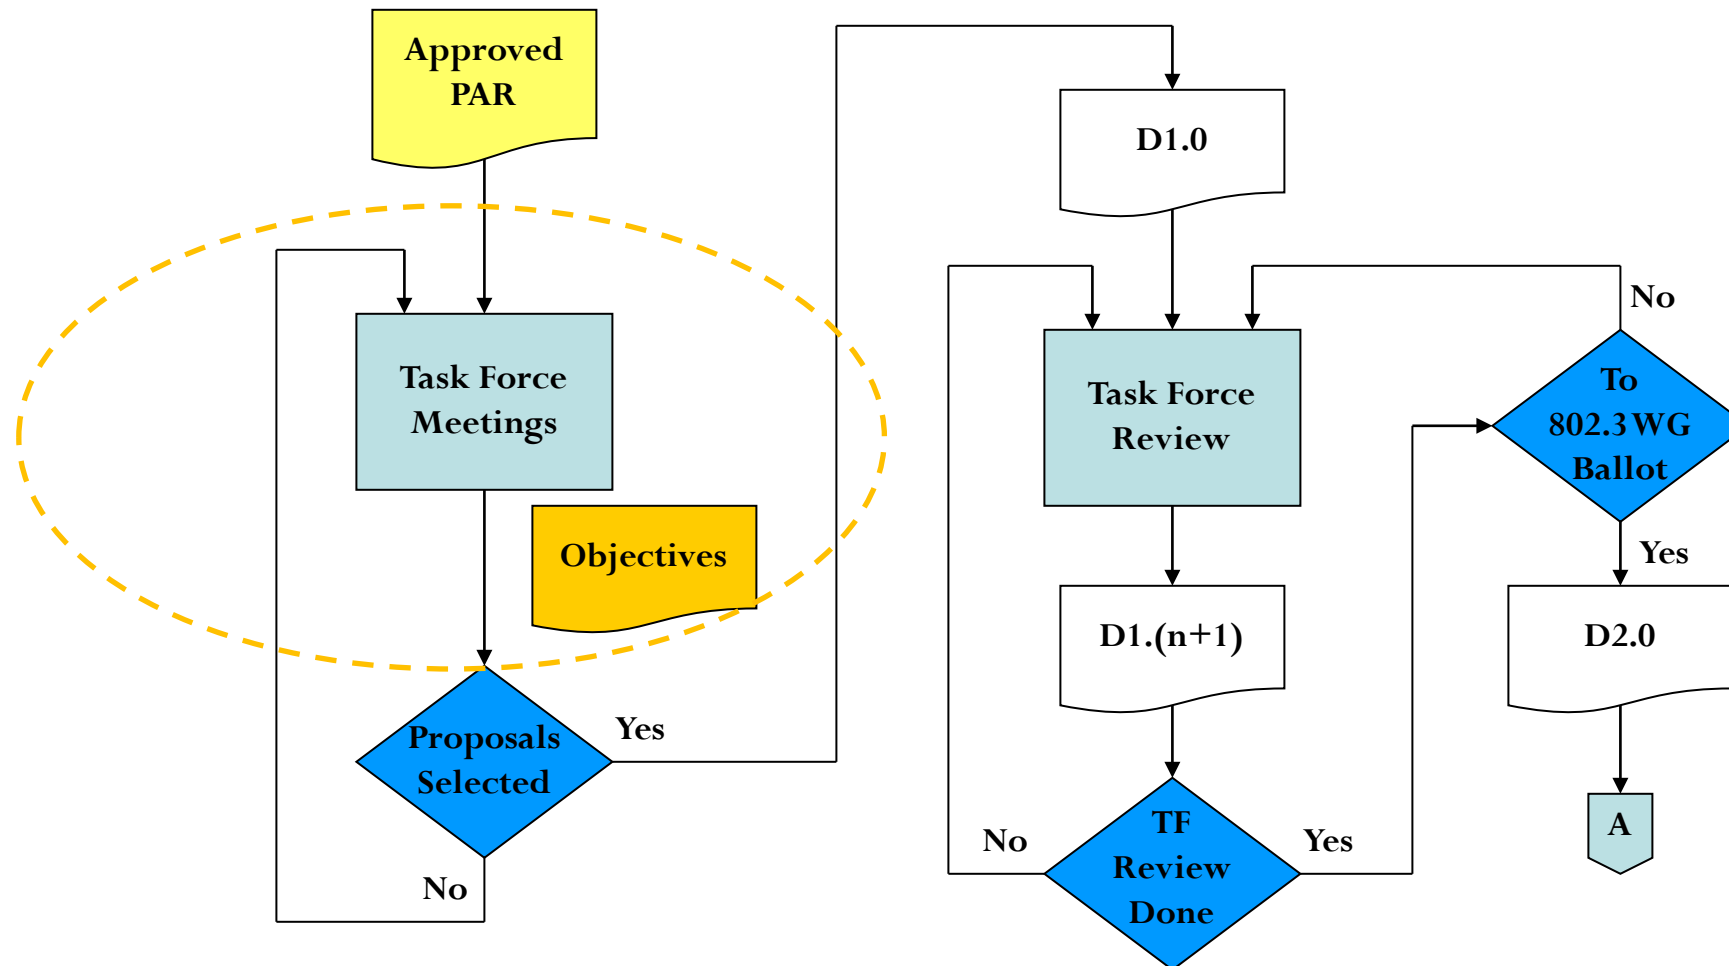 Approved
PAR
Task Force
Meetings
Objectives
Proposals
Selected
Yes
No
D1.0
Task Force
Review
D1.(n+1)
TF
Review
Done
No
Yes
To
802.3 WG
Ballot
No
Yes
D2.0
A